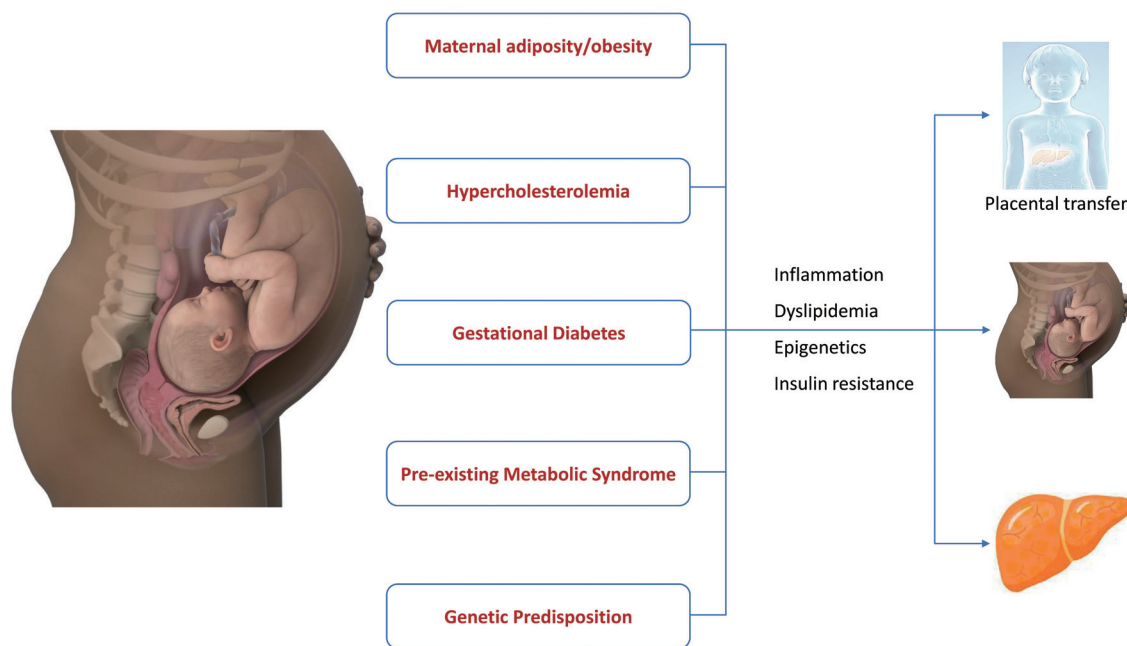 Maternal adiposity/obesity
Hypercholesterolemia
Gestational Diabetes
Pre-existing Metabolic Syndrome
Genetic Predisposition
Inflammation
Dyslipidemia
Epigenetics
Insulin resistance
Placental transfer